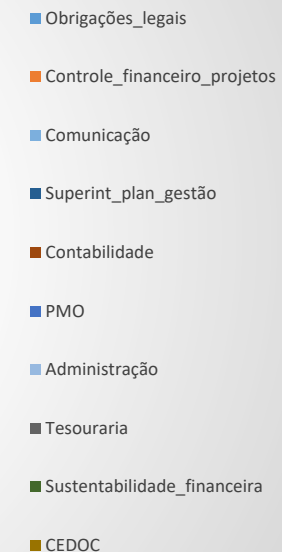 Obrigações_legais
Controle_financeiro_projetos
Comunicação
Superint_plan_gestão
Contabilidade
PMO
Administração
Tesouraria
Sustentabilidade_financeira
CEDOC